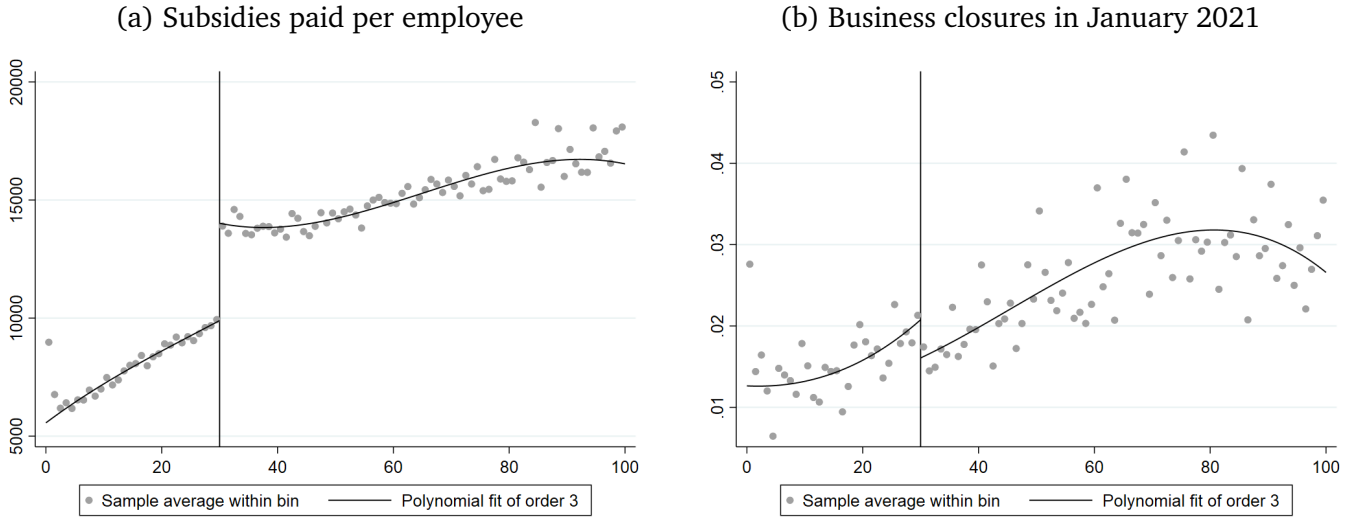 (a) Subsidies paid per employee
20000
15000
10000
5000
0 20 40 60 80 100
Sample average within bin Polynomial fit of order 3
(b) Business closures in January 2021
.05
.04
.03
.02
.01
0 20 40 60 80 100
Sample average within bin Polynomial fit of order 3